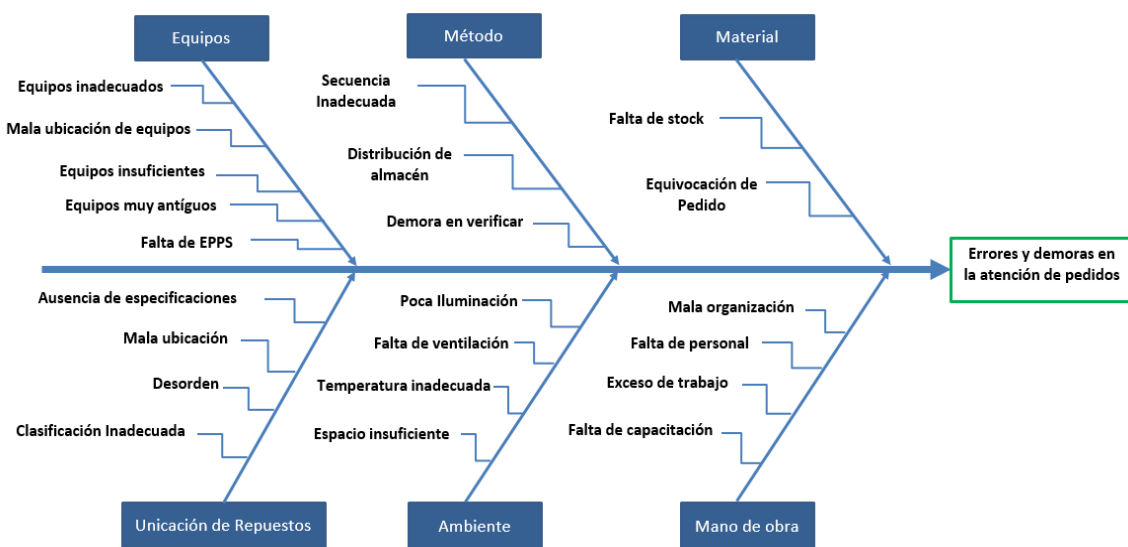 Equipos
Método
Material
Equipos inadecuados
Mala ubicación de equipos
Equipos insuficientes
Equipos muy antíguos
Falta de EPPS
Secuencia
Inadecuada
Distribución de
almacén
Demora en verificar
Falta de stock
Equivocación de
Pedido
Errores y demoras en
la atención de pedidos
Ausencia de especificaciones
Mala ubicación
Desorden
Clasificación Inadecuada
Poca Iluminación
Falta de ventilación
Temperatura inadecuada
Espacio insuficiente
Mala organización
Falta de personal
Exceso de trabajo
Falta de capacitación
Unicación de Repuestos
Ambiente
Mano de obra